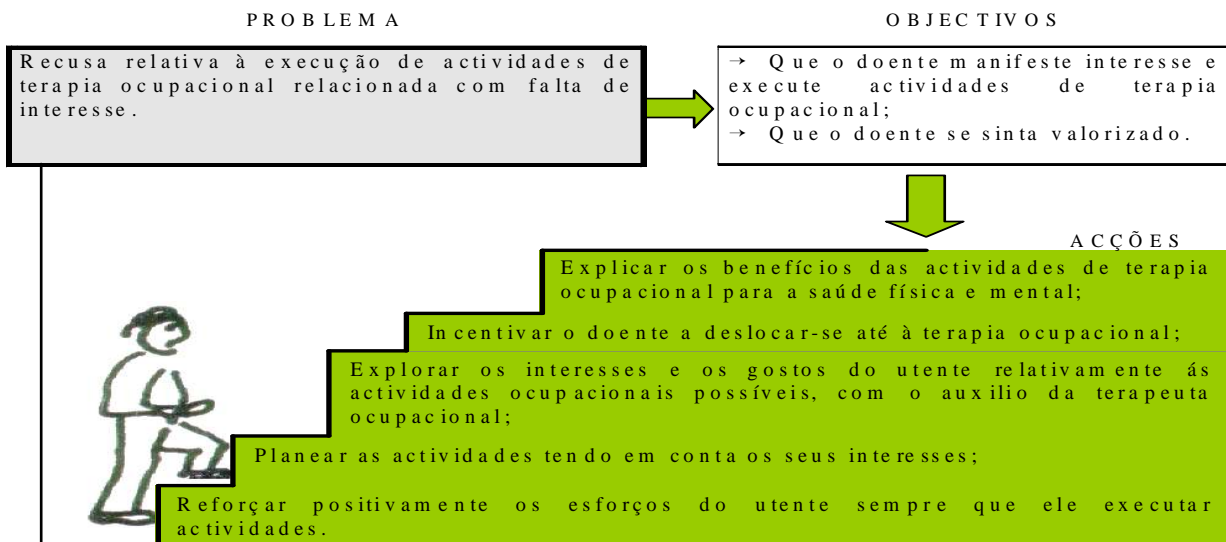 PROBLEMA
OBJECTIVOS
Recusa relativa à execução de actividades de
terapia ocupacional relacionada com falta de
interesse.
→ Que o doente manifeste interesse e
execute actividades de terapia
ocupacional;
→ Que o doente se sinta valorizado.
ACÇÕES
Explicar os benefícios das actividades de terapia
ocupacional para a saúde física e mental;
Incentivar o doente a deslocar-se até à terapia ocupacional;
Explorar os interesses e os gostos do utente relativamente ás
actividades ocupacionais possíveis, com o auxilio da terapeuta
ocupacional;
Planear as actividades tendo em conta os seus interesses;
Reforçar positivamente os esforços do utente sempre que ele executar
actividades.